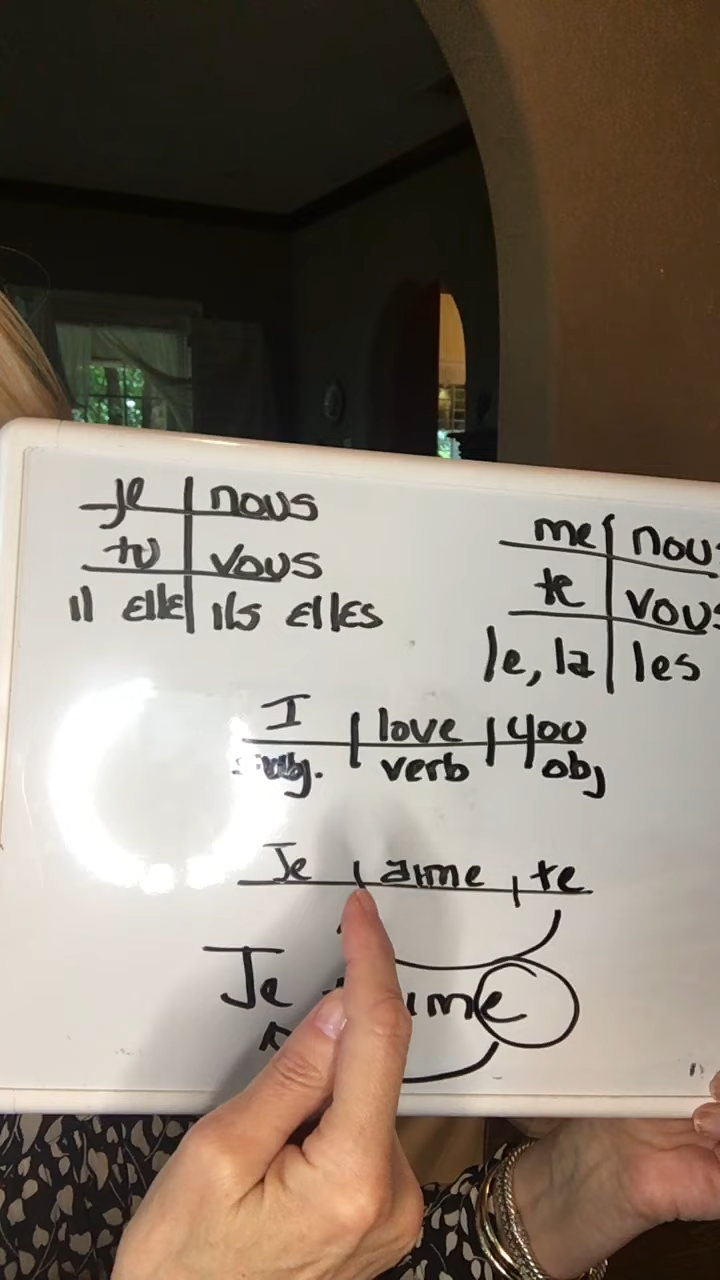 je nous
tu vous
il elle ils elles
me nou
te vous
le, la les
I love you
subj. verb obj
Je aime te
Je ime